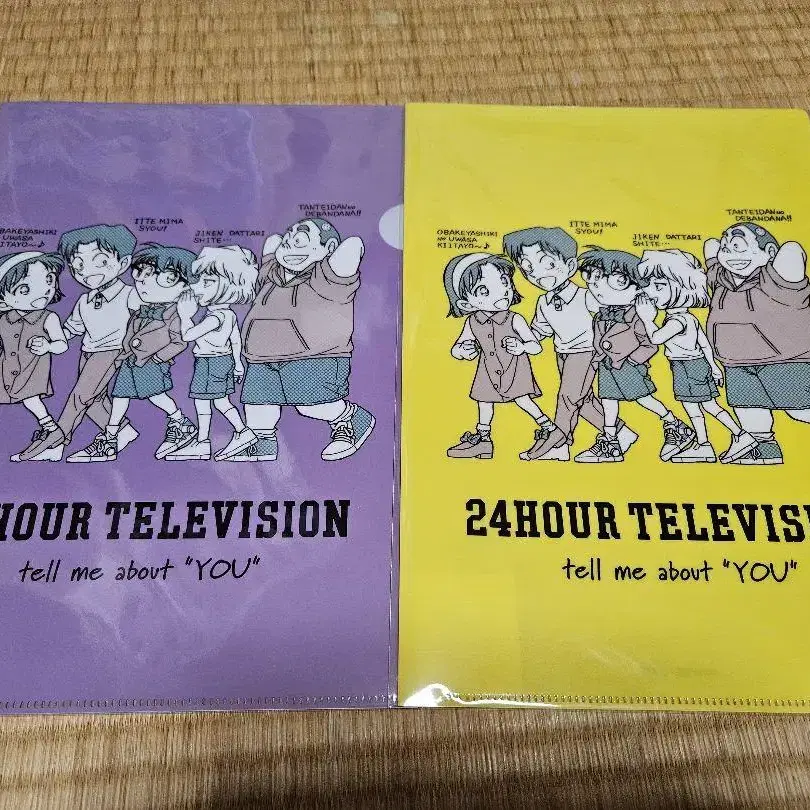 OBAKEYASHIKI
NO UWASA
KIITAYO~♪
ITTE MIMA
SYOU!
JIKEN DATTARI
SHITE...
TANTEIDAN NO
DEBANDANA!!
HOUR TELEVISION
tell me about "YOU"
OBAKEYASHIKI
NO UWASA
KIITAYO~♪
ITTE MIMA
SYOU!
JIKEN DATTARI
SHITE...
TANTEIDAN NO
DEBANDANA!!
24HOUR TELEVIS
tell me about "YOU"